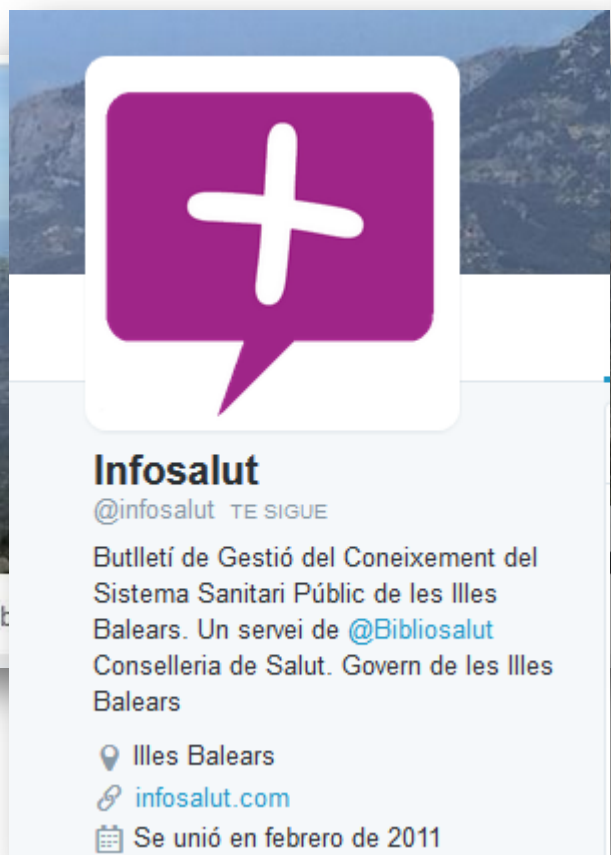 Infosalut
@infosalut TE SIGUE
Butlletí de Gestió del Coneixement del
Sistema Sanitari Públic de les Illes
Balears. Un servei de @Bibliosalut
Conselleria de Salut. Govern de les Illes
Balears
Illes Balears
infosalut.com
Se unió en febrero de 2011